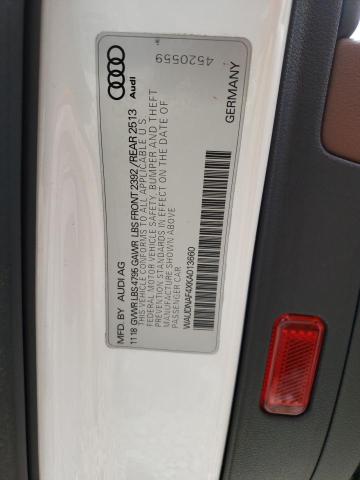 MFD. BY AUDI AG
11 18 GVWR LBS 4795 GAWR LBS FRONT 2392 / REAR 2513
THIS VEHICLE CONFORMS TO ALL APPLICABLE U S
FEDERAL MOTOR VEHICLE SAFETY, BUMPER AND THEFT
PREVENTION STANDARDS IN EFFECT ON THE DATE OF
MANUFACTURE SHOWN ABOVE
PASSENGER CAR
WAUDNAF4XKA013660
Audi
4520559
GERMANY